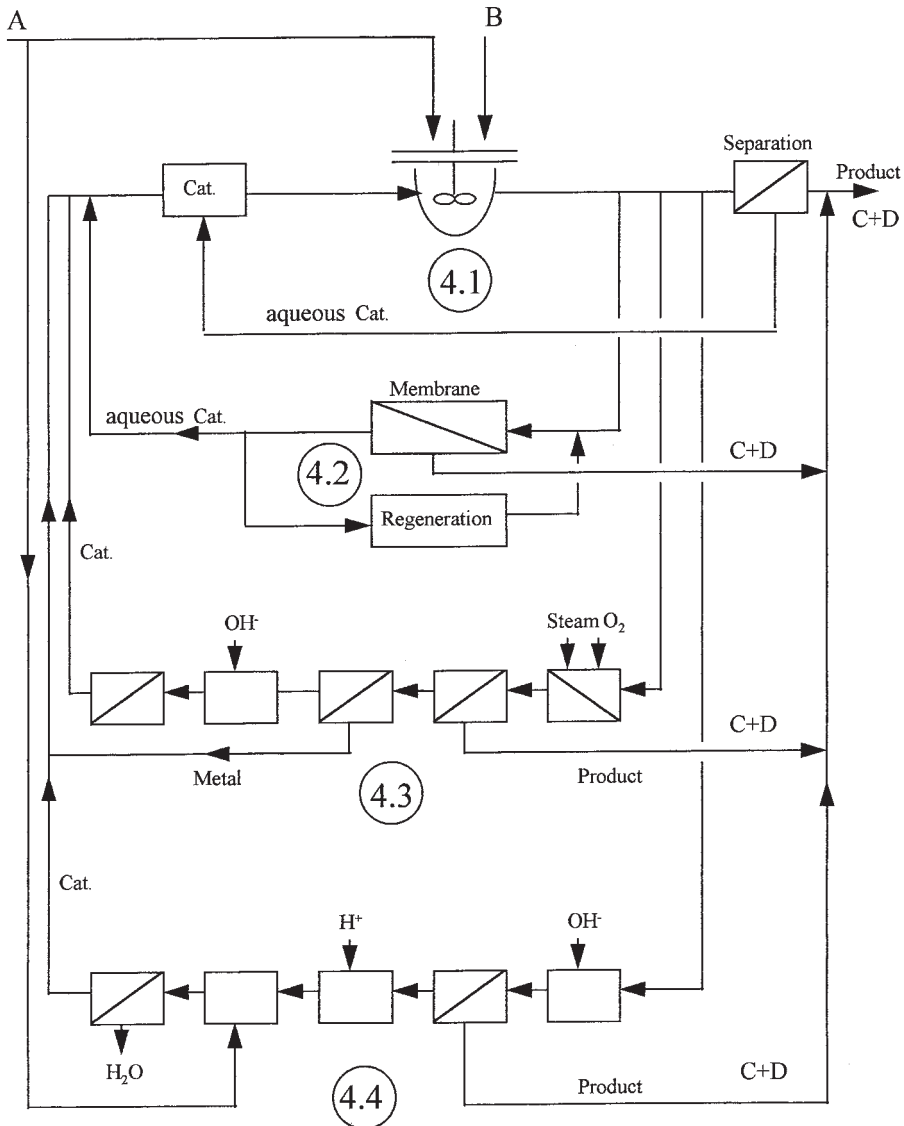 A
B
Separation
Cat.
Product
C+D
4.1
aqueous Cat.
Membrane
aqueous Cat.
4.2
C+D
Regeneration
Cat.
OH-
Steam O₂
C+D
Metal
4.3
Product
Cat.
H⁺
OH-
H₂O
4.4
Product
C+D